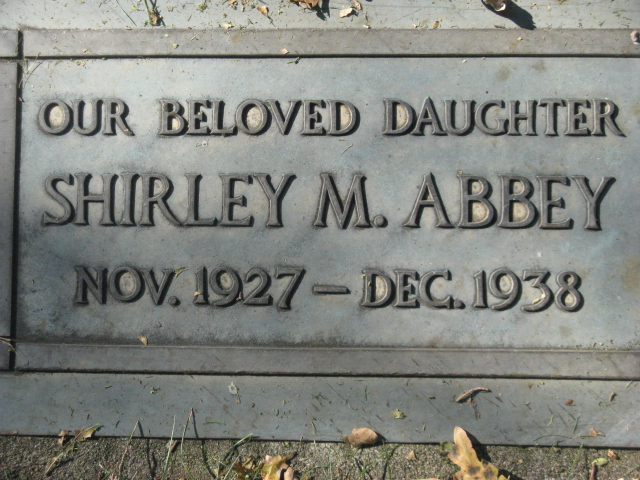 OUR BELOVED DAUGHTER
SHIRLEY M. ABBEY
NOV. 1927 – DEC. 1938